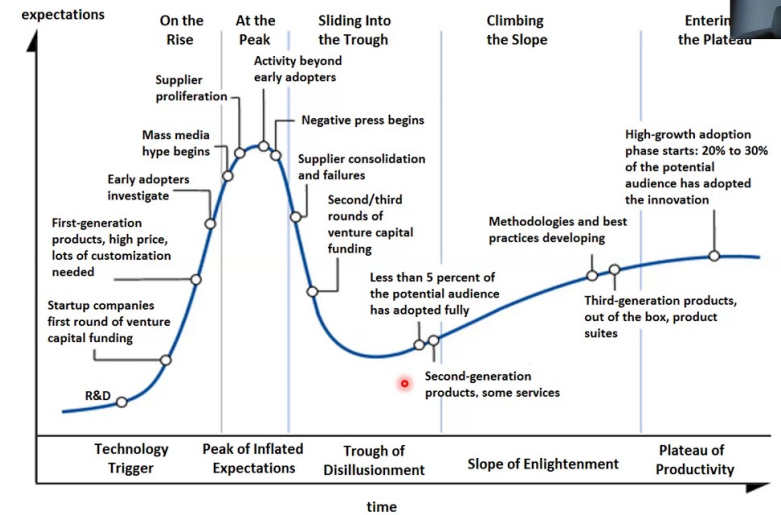 expectations
On the
Rise
At the
Peak
Sliding Into
the Trough
Climbing
the Slope
Enterin
the Plateau
Activity beyond
early adopters
Supplier
proliferation
Negative press begins
Mass media
hype begins
Supplier consolidation
and failures
Early adopters
investigate
Second/third
rounds of
venture capital
funding
First-generation
products, high price,
lots of customization
needed
Startup companies
first round of venture
capital funding
R&D
Less than 5 percent of
the potential audience
has adopted fully
Second-generation
products, some services
Methodologies and best
practices developing
High-growth adoption
phase starts: 20% to 30%
of the potential
audience has adopted
the innovation
Third-generation products,
out of the box, product
suites
Technology
Trigger
Peak of Inflated
Expectations
Trough of
Disillusionment
Slope of Enlightenment
Plateau of
Productivity
time